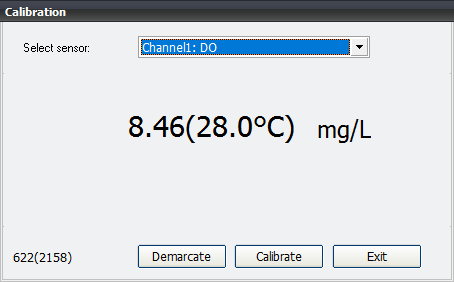 Calibration
Select sensor: Channel1: DO
8.46(28.0°C) mg/L
622(2158) Demarcate Calibrate Exit